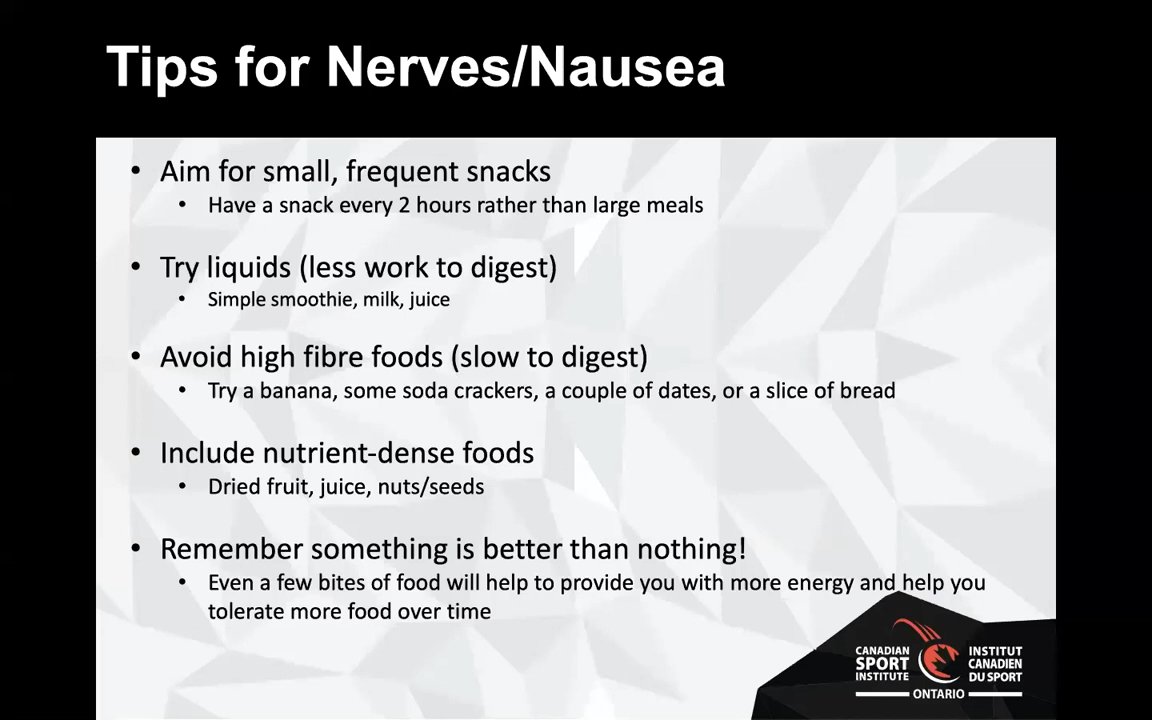 Tips for Nerves/Nausea
• Aim for small, frequent snacks
• Have a snack every 2 hours rather than large meals
• Try liquids (less work to digest)
• Simple smoothie, milk, juice
• Avoid high fibre foods (slow to digest)
• Try a banana, some soda crackers, a couple of dates, or a slice of bread
• Include nutrient-dense foods
• Dried fruit, juice, nuts/seeds
• Remember something is better than nothing!
• Even a few bites of food will help to provide you with more energy and help you
tolerate more food over time
CANADIAN
SPORT
INSTITUTE
INSTITUT
CANADIEN
DU SPORT
ONTARIO